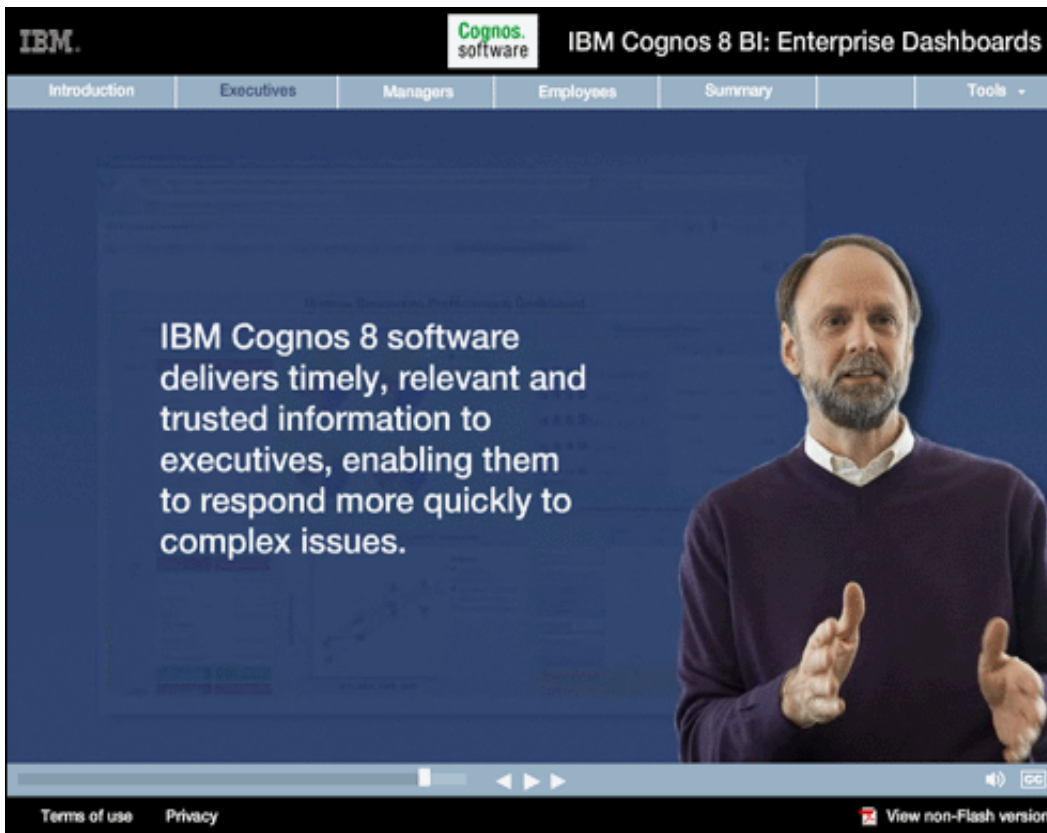 IBM.
Cognos.
software
IBM Cognos 8 BI: Enterprise Dashboards
Introduction
Executives
Managers
Employees
Summary
Tools
IBM Cognos 8 software
delivers timely, relevant and
trusted information to
executives, enabling them
to respond more quickly to
complex issues.
CC
Terms of use
Privacy
View non-Flash version